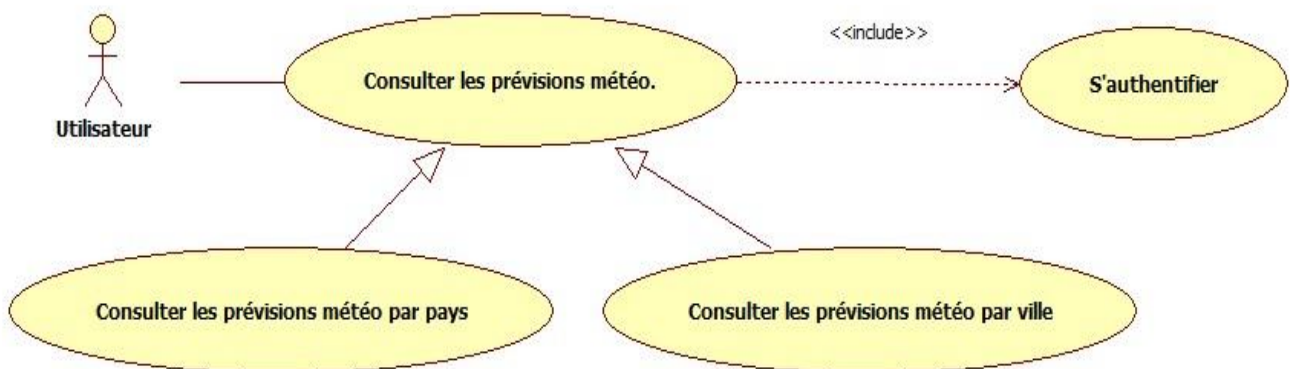 <<include>>
Consulter les prévisions météo.
S'authentifier
Utilisateur
Consulter les prévisions météo par pays
Consulter les prévisions météo par ville